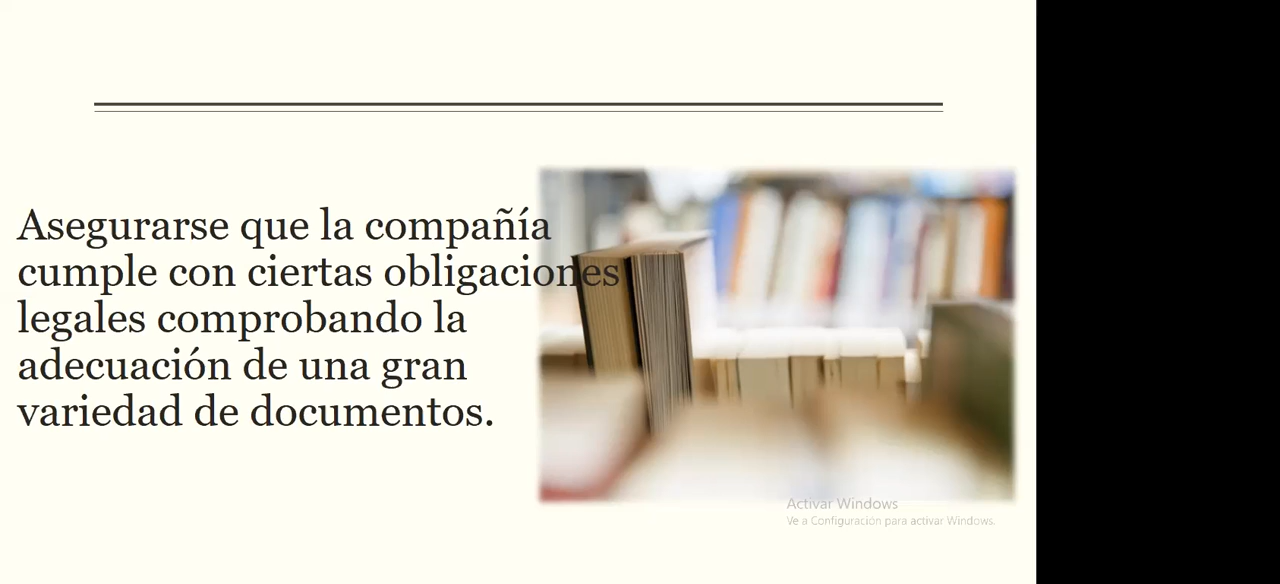 Asegurarse que la compañía
cumple con ciertas obligaciones
legales comprobando la
adecuación de una gran
variedad de documentos.
Activar Windows
Ve a Configuración para activar Windows.